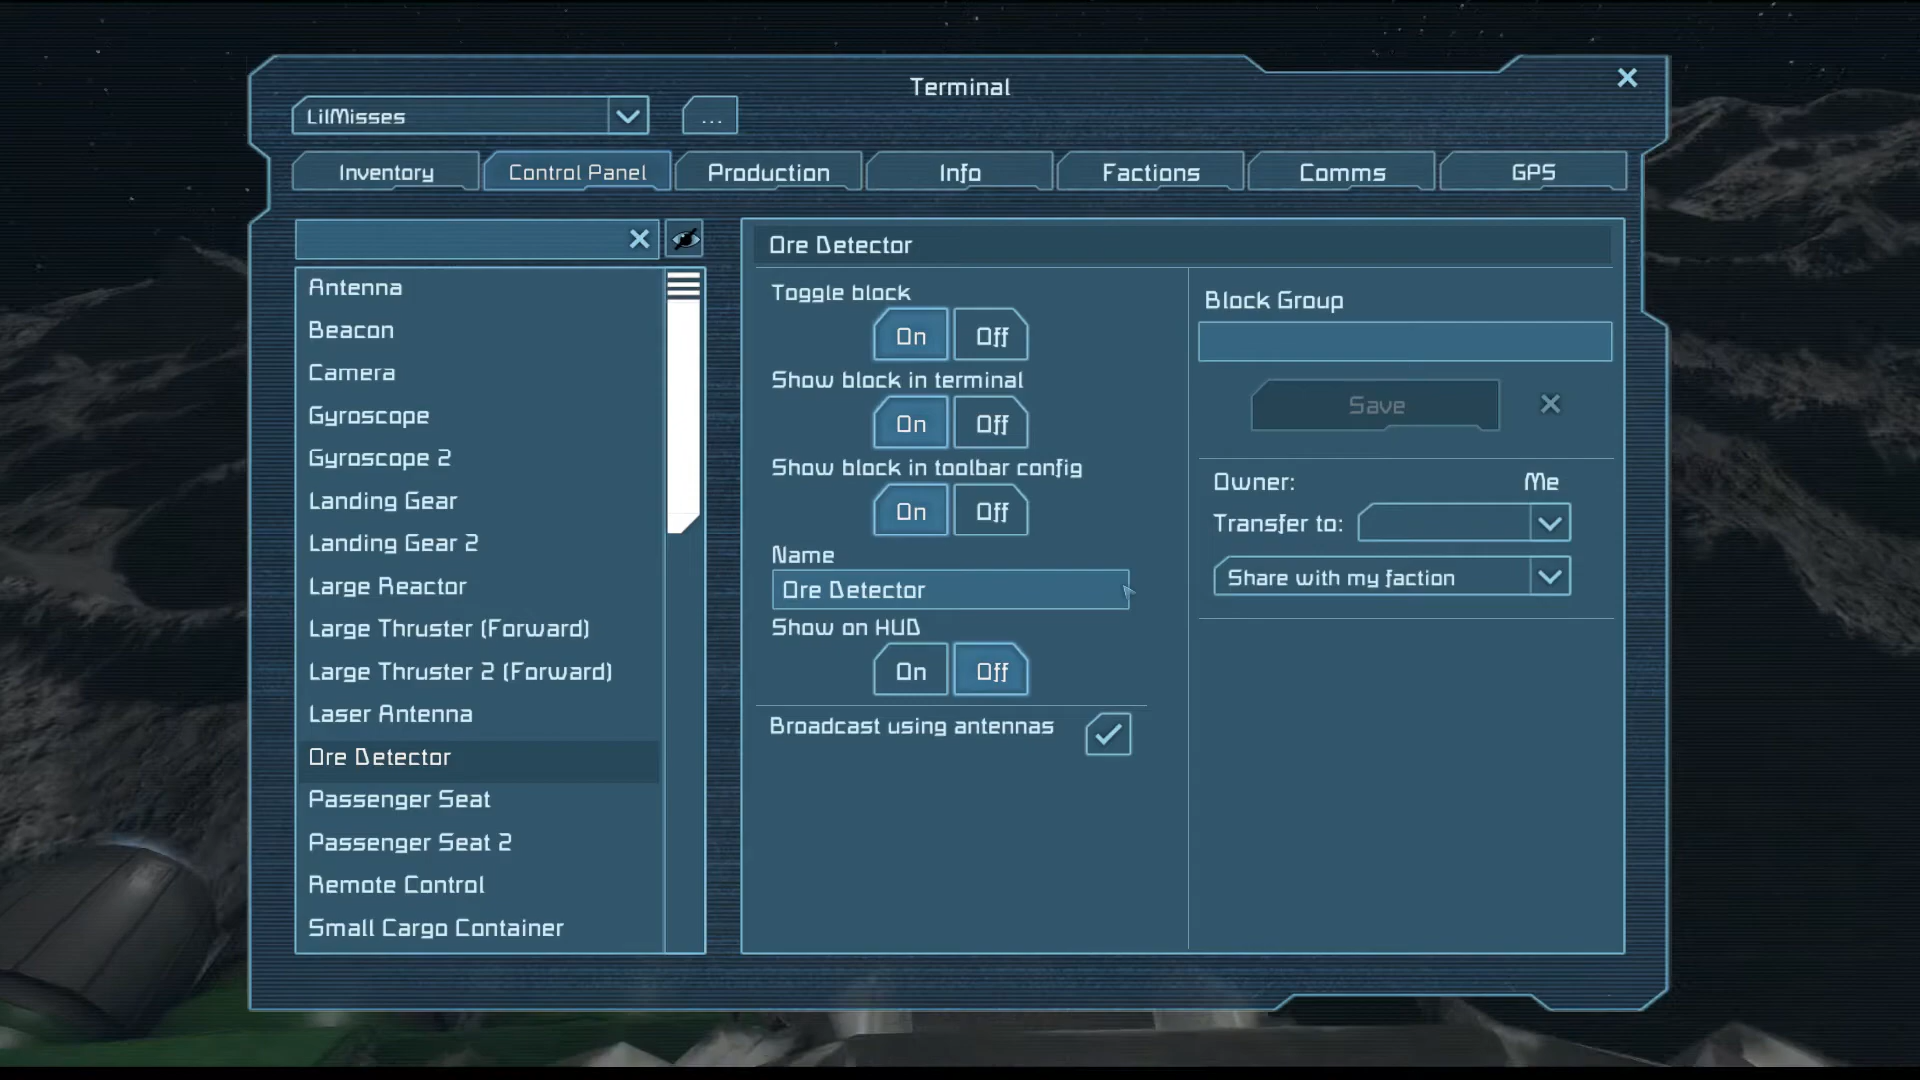 Terminal
LilMisses
...
Inventory
Control Panel
Production
Info
Factions
Comms
GPS
Antenna
Beacon
Camera
Gyroscope
Gyroscope 2
Landing Gear
Landing Gear 2
Large Reactor
Large Thruster (Forward)
Large Thruster 2 (Forward)
Laser Antenna
Ore Detector
Passenger Seat
Passenger Seat 2
Remote Control
Small Cargo Container
Ore Detector
Toggle block
On Off
Show block in terminal
On Off
Show block in toolbar config
On Off
Name
Ore Detector
Show on HUD
On Off
Broadcast using antennas
Block Group
Save
Owner: Me
Transfer to:
Share with my faction